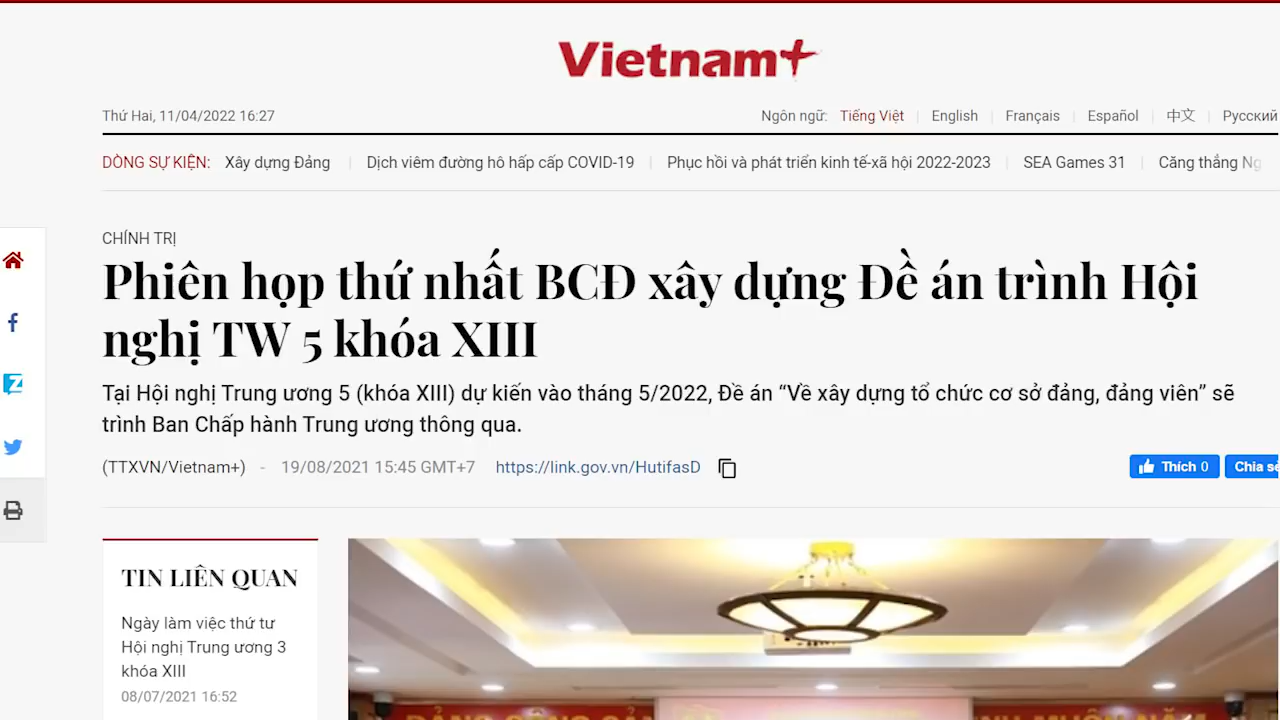 Vietnam+
Thứ Hai, 11/04/2022 16:27
Ngôn ngữ: Tiếng Việt English Français Español 中文 Русский
DÒNG SỰ KIỆN: Xây dựng Đảng Dịch viêm đường hô hấp cấp COVID-19 Phục hồi và phát triển kinh tế-xã hội 2022-2023 SEA Games 31 Căng thẳng Ng
CHÍNH TRỊ
Phiên họp thứ nhất BCĐ xây dựng Đề án trình Hội
nghị TW 5 khóa XIII
Tại Hội nghị Trung ương 5 (khóa XIII) dự kiến vào tháng 5/2022, Đề án “Về xây dựng tổ chức cơ sở đảng, đảng viên” sẽ
trình Ban Chấp hành Trung ương thông qua.
(TTXVN/Vietnam+) - 19/08/2021 15:45 GMT+7 https://link.gov.vn/HutifasD
Thích 0 Chia sẻ
TIN LIÊN QUAN
Ngày làm việc thứ tư
Hội nghị Trung ương 3
khóa XIII
08/07/2021 16:52